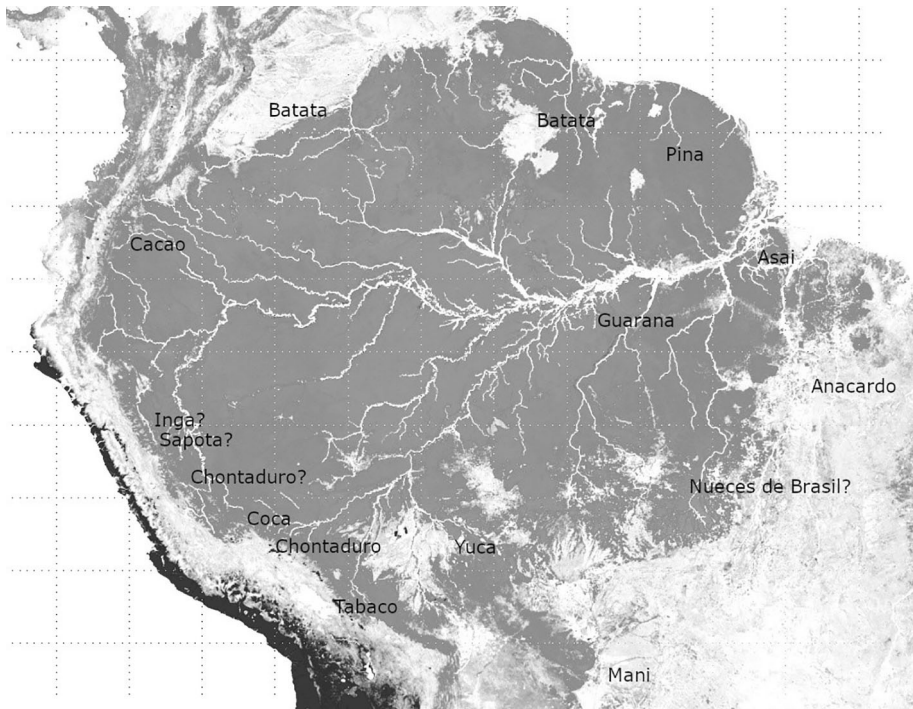 Batata
Batata
Pina
Cacao
Asai
Guarana
Anacardo
Inga?
Sapota?
Chontaduro?
Nueces de Brasil?
Coca
Chontaduro
Yuca
Tabaco
Mani